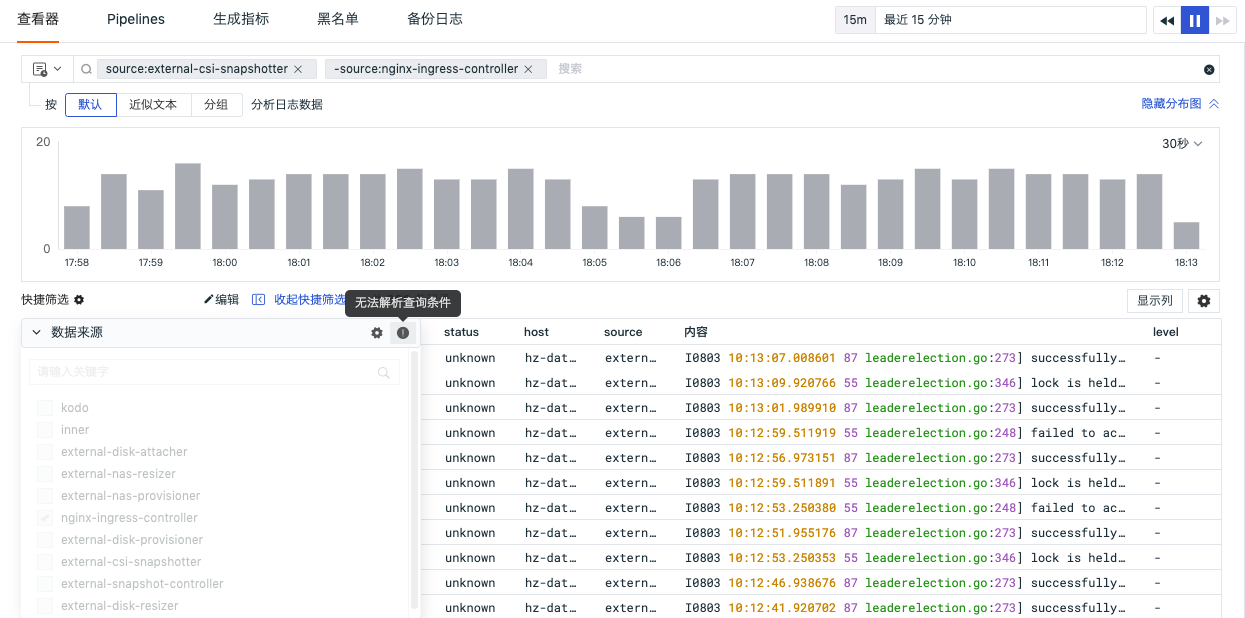 查看器 Pipelines 生成指标 黑名单 备份日志 15m 最近 15 分钟
source:external-csi-snapshotter -source:nginx-ingress-controller 搜索
按 默认 近似文本 分组 分析日志数据 隐藏分布图
20 30秒
0
17:58 17:59 18:00 18:01 18:02 18:03 18:04 18:05 18:06 18:07 18:08 18:09 18:10 18:11 18:12 18:13
快捷筛选 编辑 收起快捷筛选 无法解析查询条件 显示列
数据来源
请输入关键字
kodo
inner
external-disk-attacher
external-nas-resizer
external-nas-provisioner
nginx-ingress-controller
external-disk-provisioner
external-csi-snapshotter
external-snapshot-controller
external-disk-resizer
status host source 内容 level
unknown hz-dat… extern… I0803 10:13:07.008601 87 leaderelection.go:273] successfully… -
unknown hz-dat… extern… I0803 10:13:09.920766 55 leaderelection.go:346] lock is held… -
unknown hz-dat… extern… I0803 10:13:01.989910 87 leaderelection.go:273] successfully… -
unknown hz-dat… extern… I0803 10:12:59.511919 55 leaderelection.go:248] failed to ac… -
unknown hz-dat… extern… I0803 10:12:56.973151 87 leaderelection.go:273] successfully… -
unknown hz-dat… extern… I0803 10:12:59.511891 55 leaderelection.go:346] lock is held… -
unknown hz-dat… extern… I0803 10:12:53.250380 55 leaderelection.go:248] failed to ac… -
unknown hz-dat… extern… I0803 10:12:51.955176 87 leaderelection.go:273] successfully… -
unknown hz-dat… extern… I0803 10:12:53.250353 55 leaderelection.go:346] lock is held… -
unknown hz-dat… extern… I0803 10:12:46.938676 87 leaderelection.go:273] successfully… -
unknown hz-dat… extern… I0803 10:12:41.920702 87 leaderelection.go:273] successfully… -